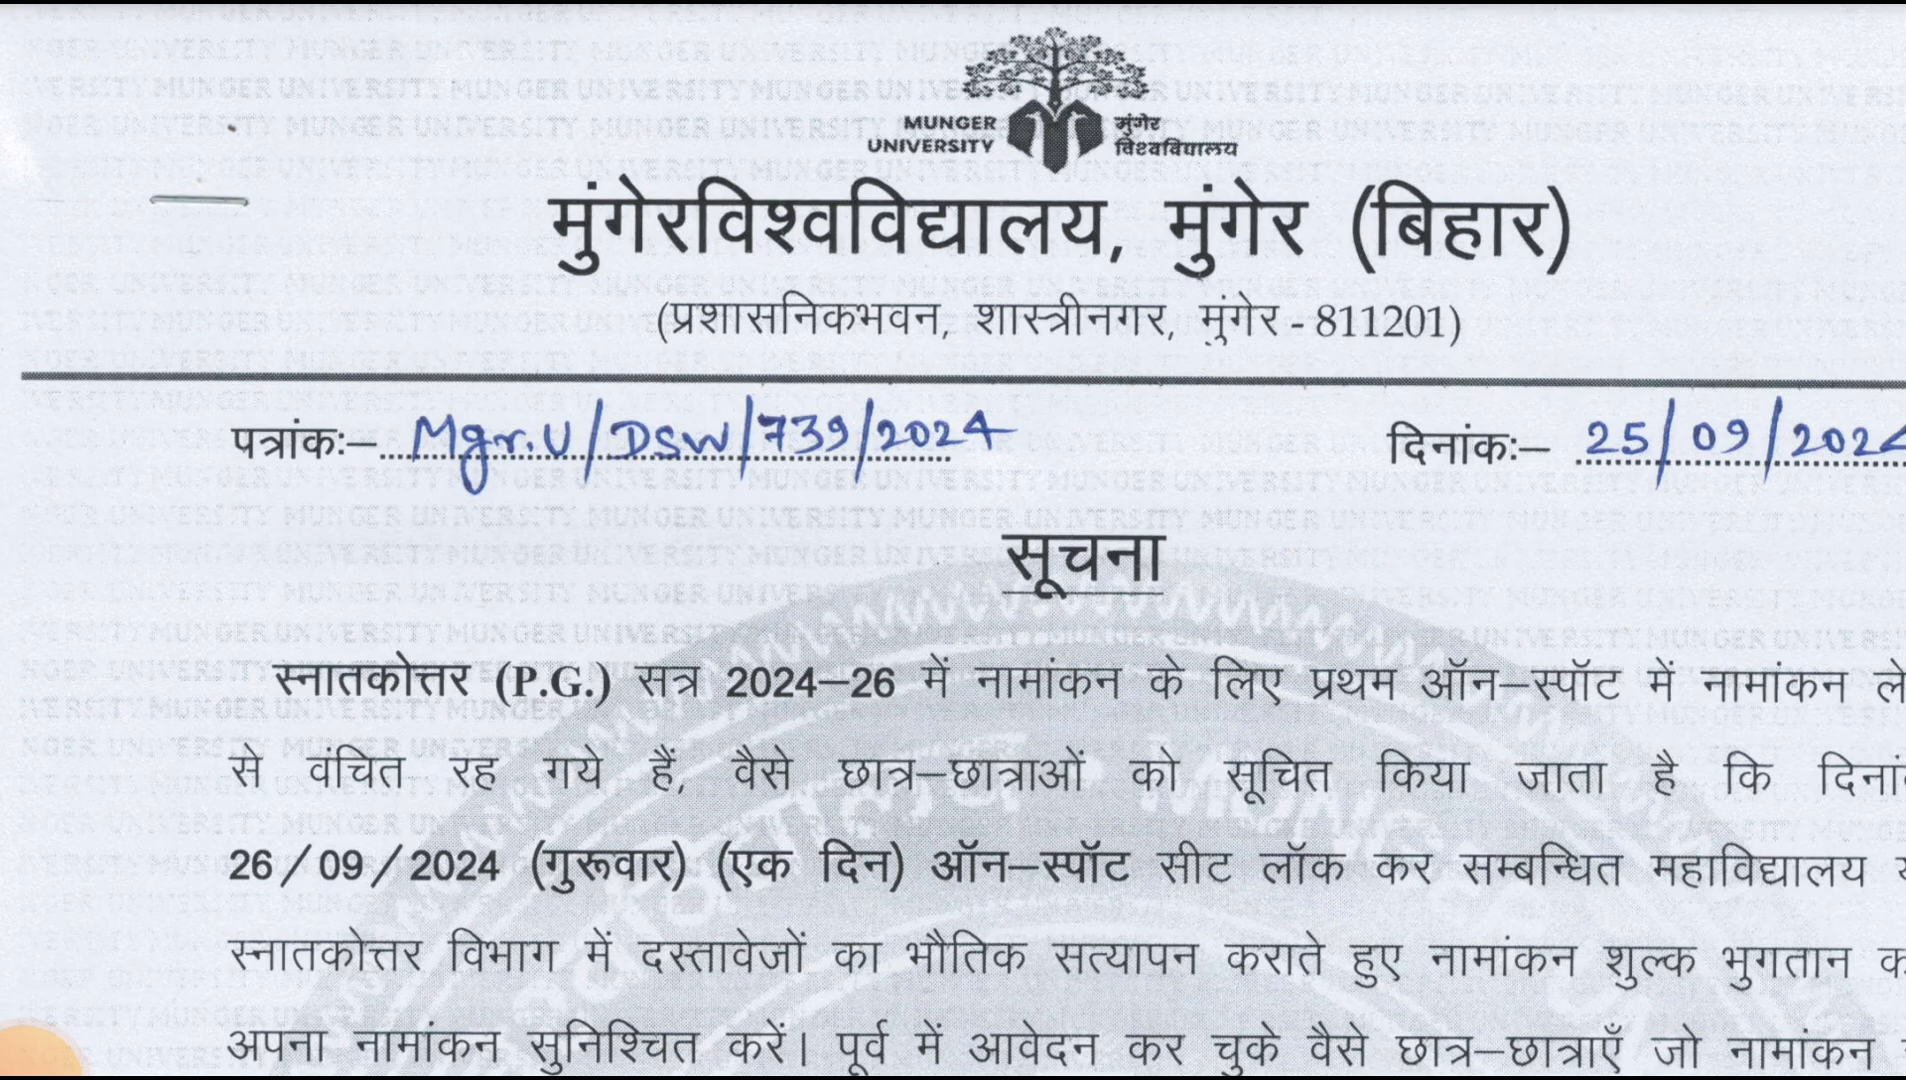 MUNGER
UNIVERSITY
मुंगेर
विश्वविद्यालय
मुंगेरविश्वविद्यालय, मुंगेर (बिहार)
(प्रशासनिकभवन, शास्त्रीनगर, मुंगेर - 811201)
पत्रांकः– Mgr.U/DSW/739/2024 दिनांकः– 25/09/2024
सूचना
स्नातकोत्तर (P.G.) सत्र 2024–26 में नामांकन के लिए प्रथम ऑन–स्पॉट में नामांकन
से वंचित रह गये हैं, वैसे छात्र–छात्राओं को सूचित किया जाता है कि
26/09/2024 (गुरूवार) (एक दिन) ऑन–स्पॉट सीट लॉक कर सम्बन्धित महाविद्यालय
स्नातकोत्तर विभाग में दस्तावेजों का भौतिक सत्यापन कराते हुए नामांकन शुल्क भुगतान
अपना नामांकन सुनिश्चित करें। पूर्व में आवेदन कर चुके वैसे छात्र–छात्राएँ जो नामांकन